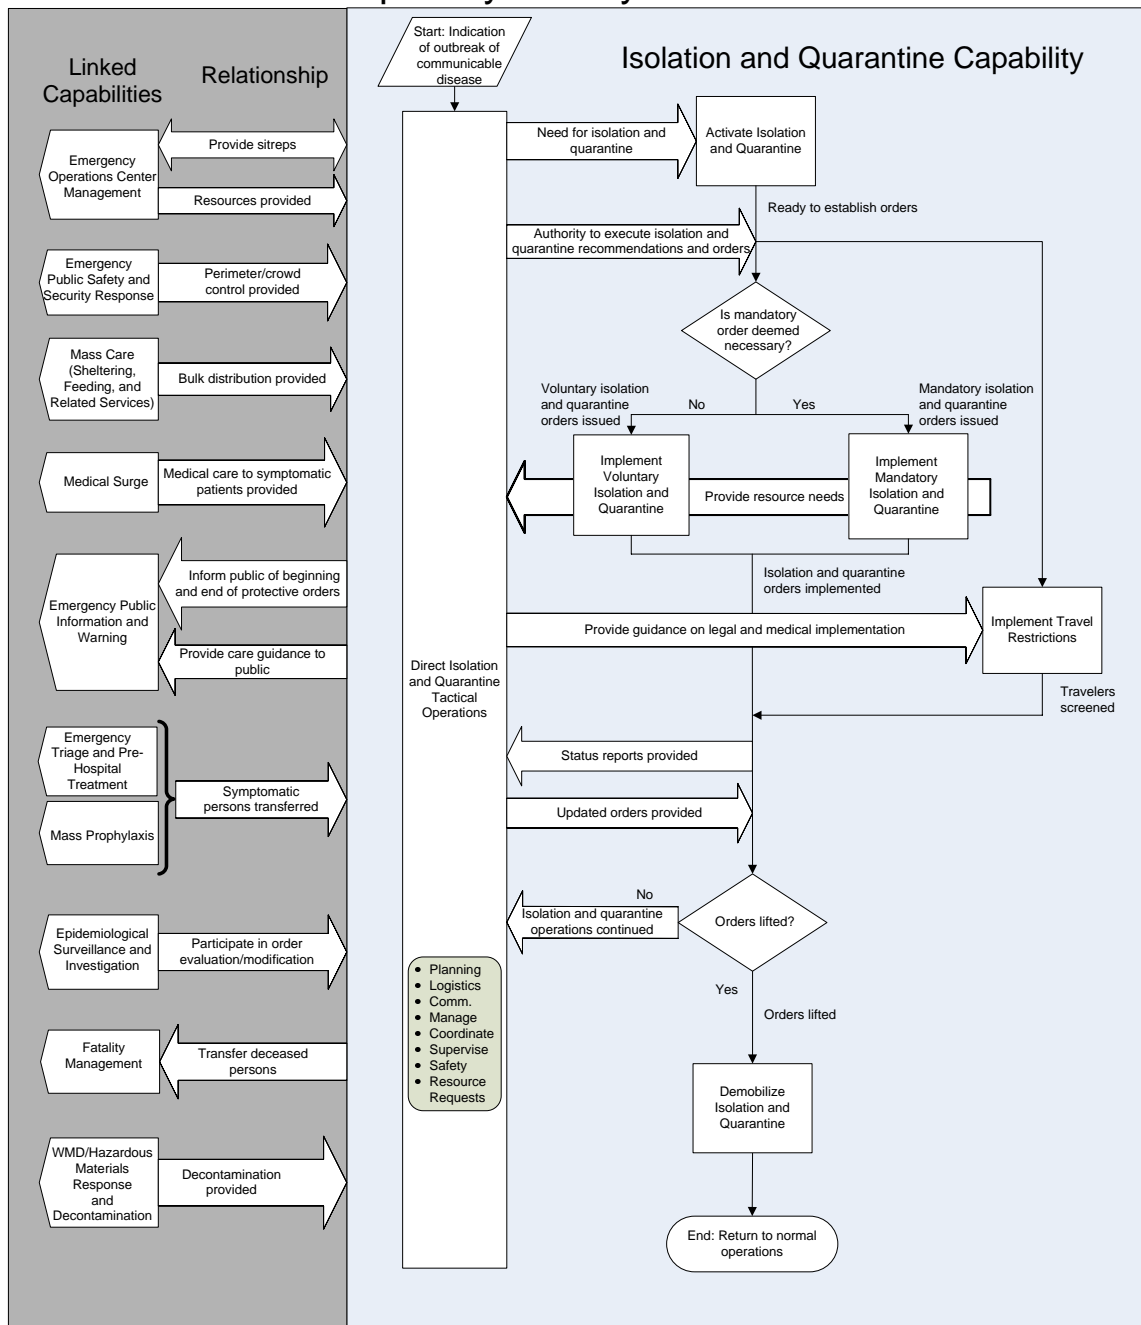 Linked
Capabilities
Relationship
Emergency
Operations Center
Management
Provide sitreps
Resources provided
Emergency
Public Safety and
Security Response
Perimeter/crowd
control provided
Mass Care
(Sheltering,
Feeding, and
Related Services)
Bulk distribution provided
Medical Surge
Medical care to symptomatic
patients provided
Emergency Public
Information and
Warning
Inform public of beginning
and end of protective orders
Provide care guidance to
public
Emergency
Triage and Pre-
Hospital
Treatment
Mass Prophylaxis
Symptomatic
persons transferred
Epidemiological
Surveillance and
Investigation
Participate in order
evaluation/modification
Fatality
Management
Transfer deceased
persons
WMD/Hazardous
Materials
Response
and
Decontamination
Decontamination
provided
Isolation and Quarantine Capability
Start: Indication
of outbreak of
communicable
disease
Need for isolation and
quarantine
Activate Isolation
and Quarantine
Ready to establish orders
Authority to execute isolation and
quarantine recommendations and orders
Is mandatory
order deemed
necessary?
Voluntary isolation
and quarantine
orders issued
No
Yes
Mandatory isolation
and quarantine
orders issued
Implement
Voluntary
Isolation and
Quarantine
Provide resource needs
Implement
Mandatory
Isolation and
Quarantine
Isolation and quarantine
orders implemented
Provide guidance on legal and medical implementation
Implement Travel
Restrictions
Direct Isolation
and Quarantine
Tactical
Operations
Travelers
screened
Status reports provided
Updated orders provided
No
Isolation and quarantine
operations continued
Orders lifted?
• Planning
• Logistics
• Comm.
• Manage
• Coordinate
• Supervise
• Safety
• Resource
Requests
Yes
Orders lifted
Demobilize
Isolation and
Quarantine
End: Return to normal
operations